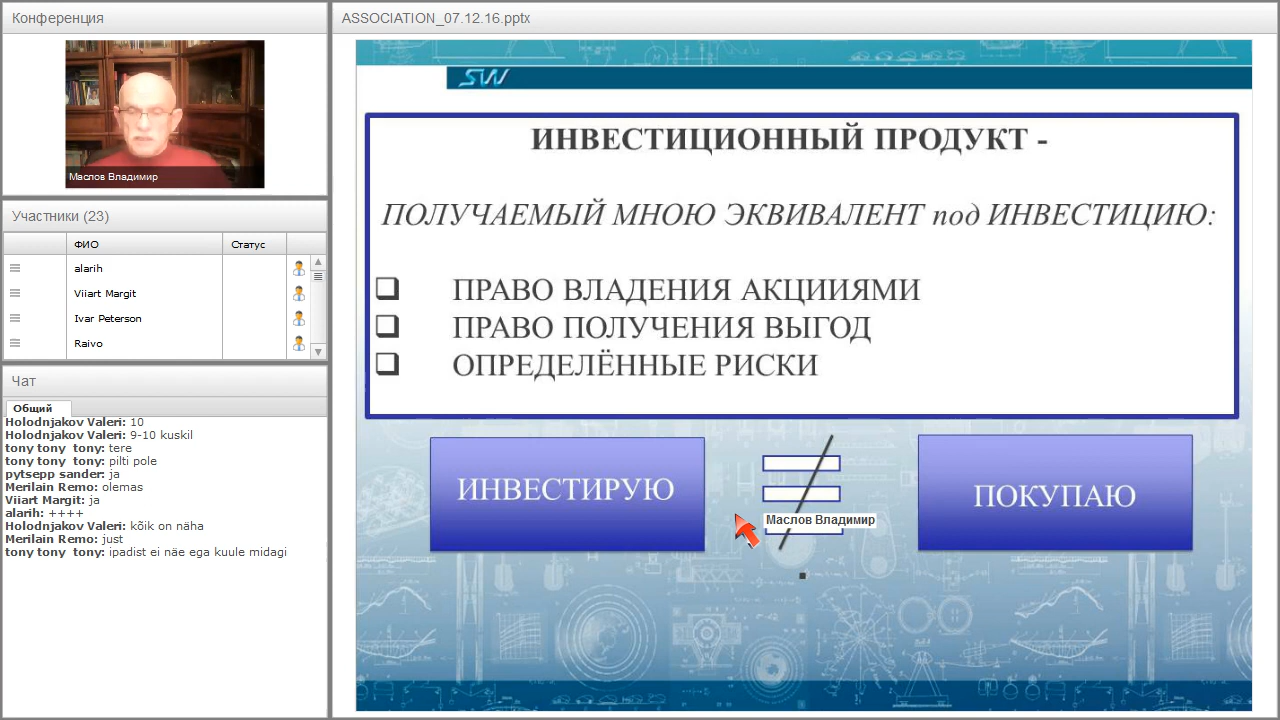 Конференция
Маслов Владимир
Участники (23)
ФИО Статус
alarih
Viiart Margit
Ivar Peterson
Raivo
Чат
Общий
Holodnjakov Valeri: 10
Holodnjakov Valeri: 9-10 kuskil
tony tony tony: tere
tony tony tony: pilti pole
Pydsepp sander: ja
Merilain Remo: olemas
Viiart Margit: ja
alarih: ++++
Holodnjakov Valeri: kõik on näha
Merilain Remo: just
tony tony tony: ipadist ei näe ega kuule midagi
ASSOCIATION_07.12.16.pptx
SW
ИНВЕСТИЦИОННЫЙ ПРОДУКТ -
ПОЛУЧАЕМЫЙ МНОЮ ЭКВИВАЛЕНТ под ИНВЕСТИЦИЮ:
ПРАВО ВЛАДЕНИЯ АКЦИИЯМИ
ПРАВО ПОЛУЧЕНИЯ ВЫГОД
ОПРЕДЕЛЁННЫЕ РИСКИ
ИНВЕСТИРУЮ
Маслов Владимир
ПОКУПАЮ